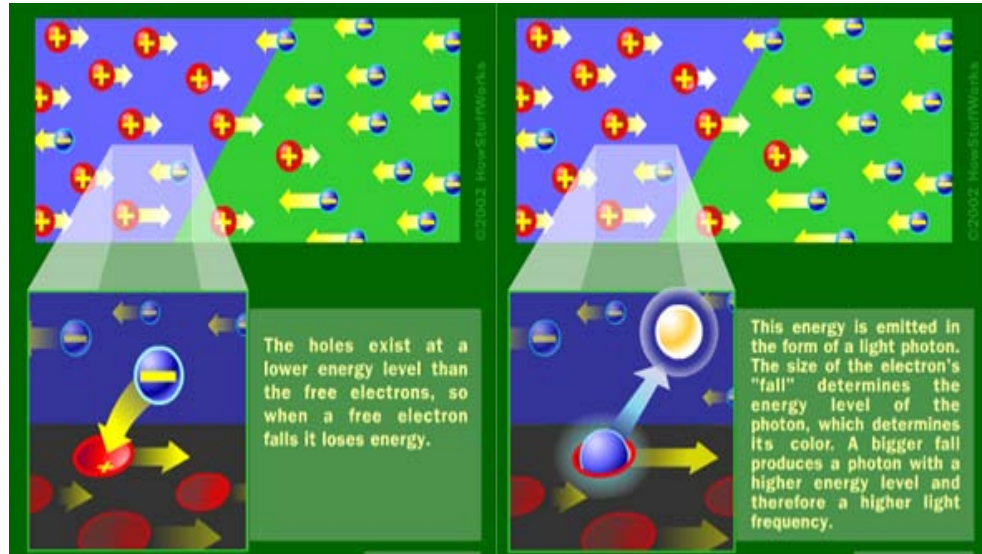 ©2002 HowStuffWorks
The holes exist at a
lower energy level than
the free electrons, so
when a free electron
falls it loses energy.
©2002 HowStuffWorks
This energy is emitted in
the form of a light photon.
The size of the electron's
"fall" determines the
energy level of the
photon, which determines
its color. A bigger fall
produces a photon with a
higher energy level and
therefore a higher light
frequency.